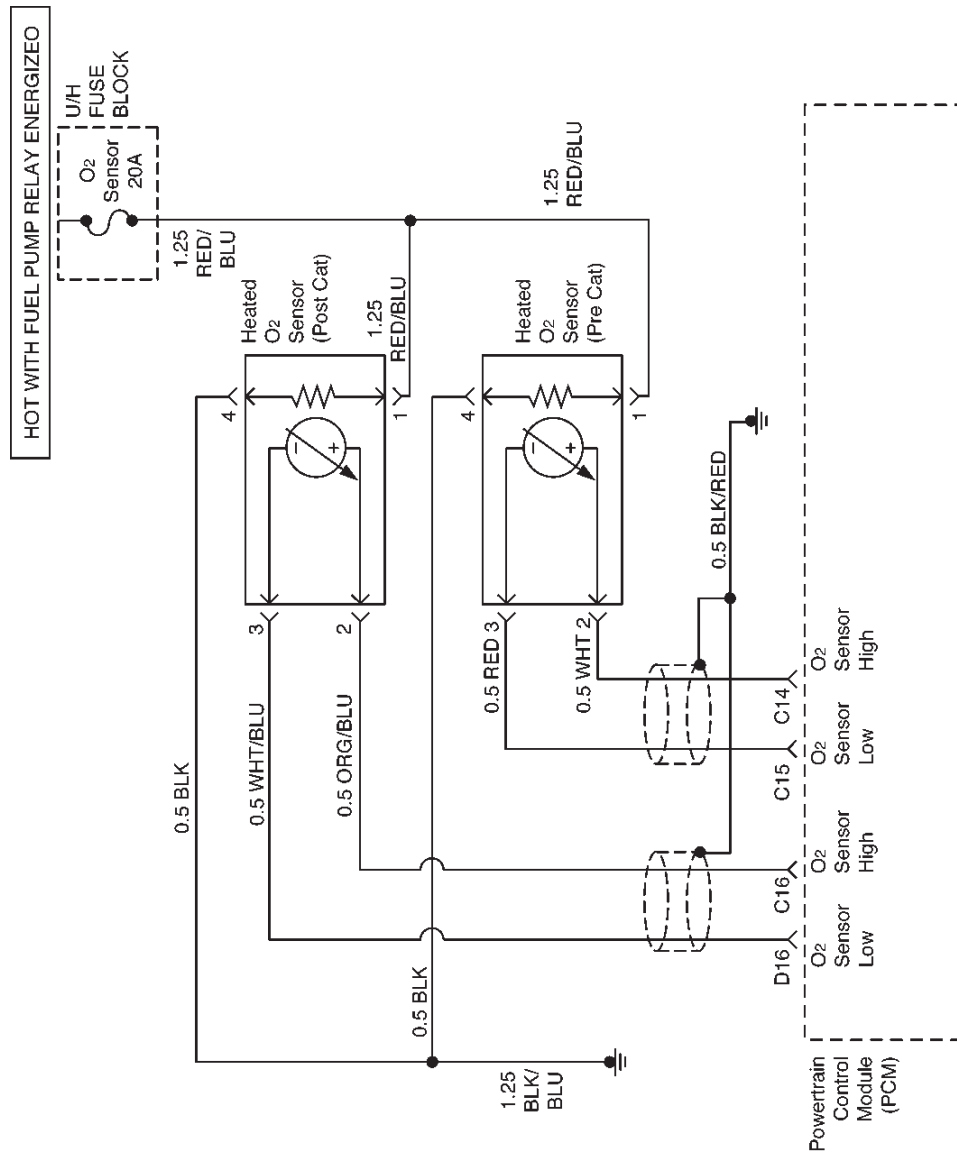 HOT WITH FUEL PUMP RELAY ENERGIZEO
U/H
FUSE
BLOCK
O2
Sensor
20A
1.25
RED/
BLU
1.25
RED/BLU
Heated
O2
Sensor
(Post Cat)
1.25
RED/BLU
4
1
3
2
Heated
O2
Sensor
(Pre Cat)
4
1
0.5 RED 3
0.5 WHT 2
0.5 BLK
0.5 WHT/BLU
0.5 ORG/BLU
0.5 BLK
0.5 BLK/RED
1.25
BLK/
BLU
D16
C16
C15
C14
O2
Sensor
Low
O2
Sensor
High
O2
Sensor
Low
O2
Sensor
High
Powertrain
Control
Module
(PCM)